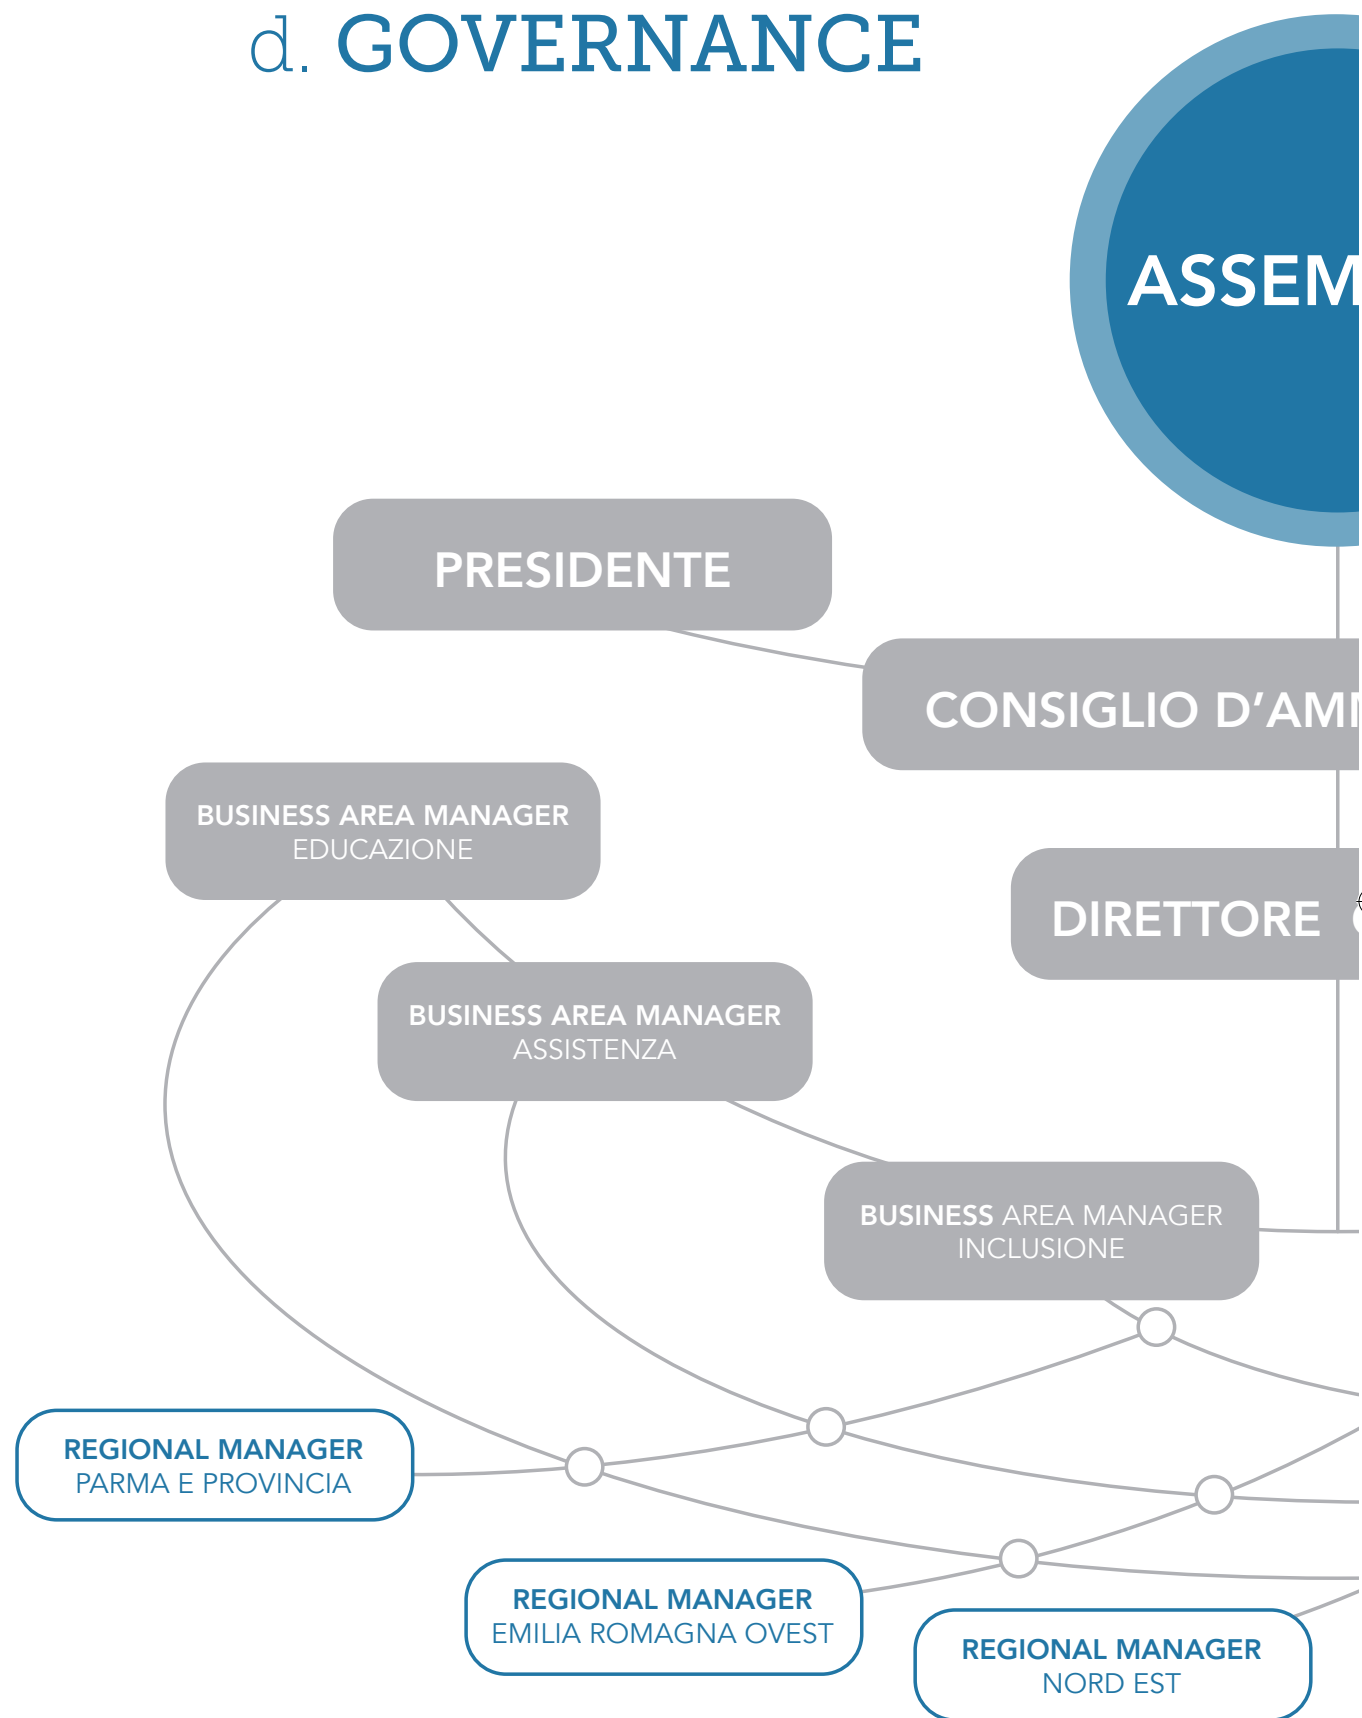 d. GOVERNANCE
ASSEM
PRESIDENTE
CONSIGLIO D'AM
BUSINESS AREA MANAGER
EDUCAZIONE
DIRETTORE
BUSINESS AREA MANAGER
ASSISTENZA
BUSINESS AREA MANAGER
INCLUSIONE
REGIONAL MANAGER
PARMA E PROVINCIA
REGIONAL MANAGER
EMILIA ROMAGNA OVEST
REGIONAL MANAGER
NORD EST